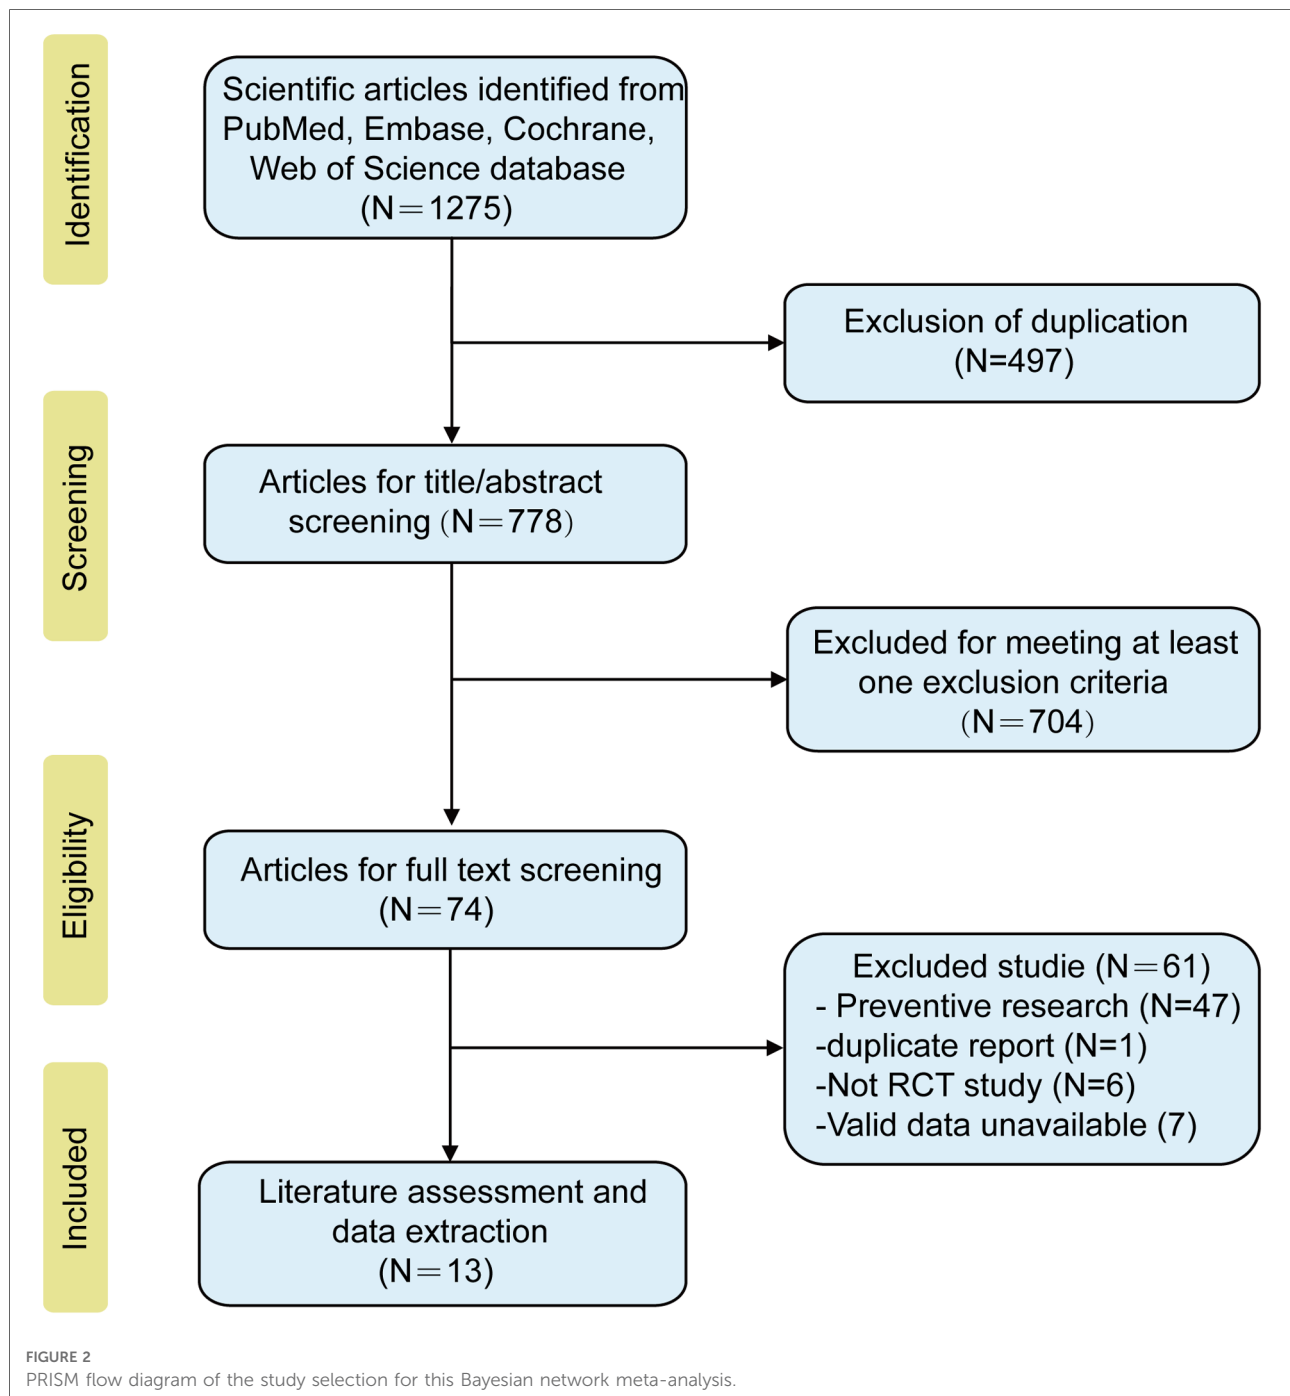 Identification
Scientific articles identified from
PubMed, Embase, Cochrane,
Web of Science database
(N=1275)
Exclusion of duplication
(N=497)
Screening
Articles for title/abstract
screening (N=778)
Excluded for meeting at least
one exclusion criteria
(N=704)
Eligibility
Articles for full text screening
(N=74)
Excluded studie (N=61)
- Preventive research (N=47)
-duplicate report (N=1)
-Not RCT study (N=6)
-Valid data unavailable (7)
Included
Literature assessment and
data extraction
(N=13)
FIGURE 2
PRISM flow diagram of the study selection for this Bayesian network meta-analysis.